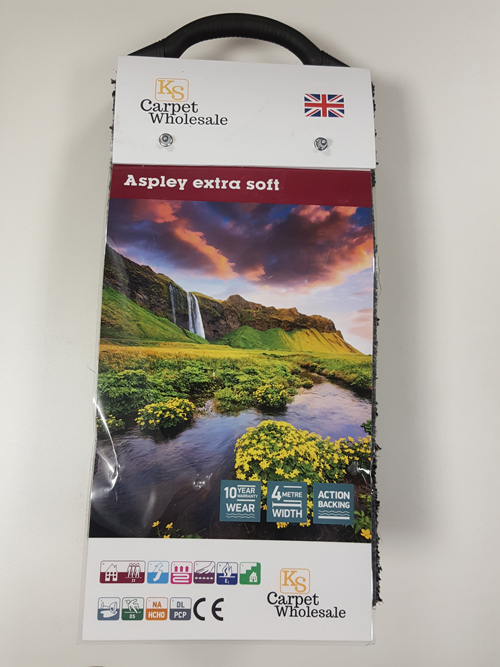 KS
Carpet
Wholesale
Aspley extra soft
10 YEAR
WARRANTY
WEAR
4 METRE
WIDTH
ACTION
BACKING
NA
HCHO
DL
PCP
CE
KS
Carpet
Wholesale